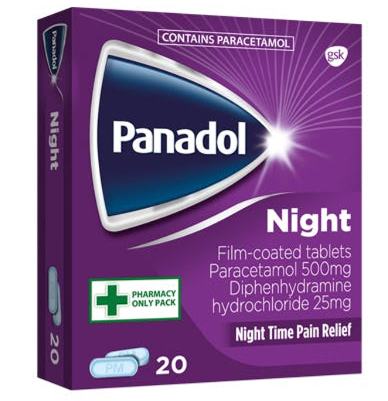 CONTAINS PARACETAMOL
gsk
Panadol
Night
Film-coated tablets
Paracetamol 500mg
Diphenhydramine
hydrochloride 25mg
Night Time Pain Relief
PHARMACY
ONLY PACK
PM
20
Panadol
Night
20